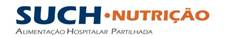 SUCH•NUTRIÇÃO
ALIMENTAÇÃO HOSPITALAR PARTILHADA